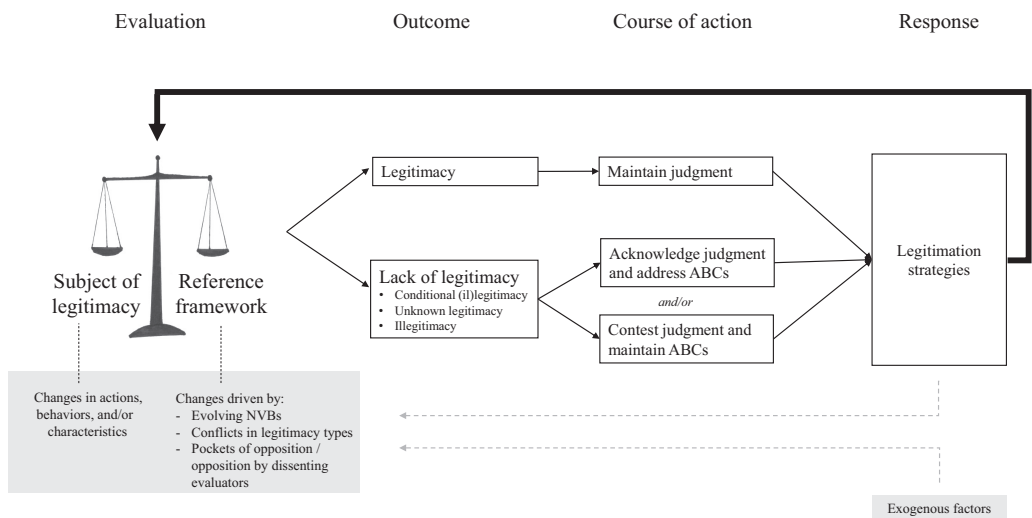 Evaluation
Outcome
Course of action
Response
Legitimacy
Maintain judgment
Subject of
legitimacy
Reference
framework
Lack of legitimacy
• Conditional (il)legitimacy
• Unknown legitimacy
• Illegitimacy
Acknowledge judgment
and address ABCs
and/or
Contest judgment and
maintain ABCs
Legitimation
strategies
Changes in actions,
behaviors, and/or
characteristics
Changes driven by:
- Evolving NVBs
- Conflicts in legitimacy types
- Pockets of opposition /
opposition by dissenting
evaluators
Exogenous factors